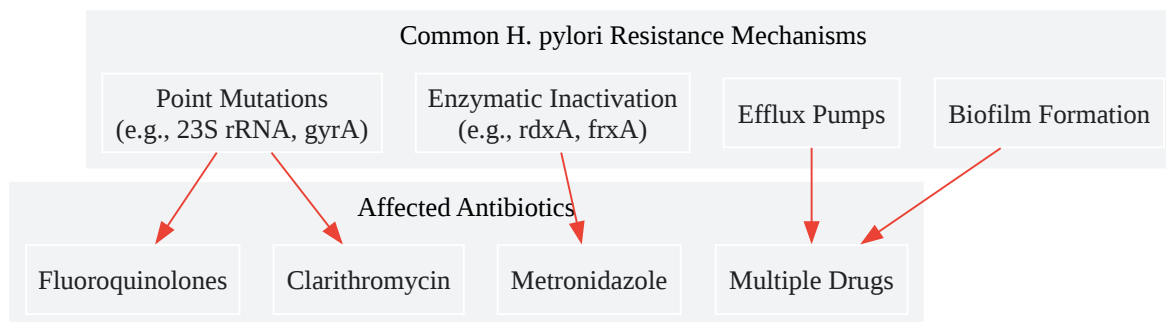 Common H. pylori Resistance Mechanisms
Point Mutations
(e.g., 23S rRNA, gyrA)
Enzymatic Inactivation
(e.g., rdxA, frxA)
Efflux Pumps
Biofilm Formation
Affected Antibiotics
Fluoroquinolones
Clarithromycin
Metronidazole
Multiple Drugs